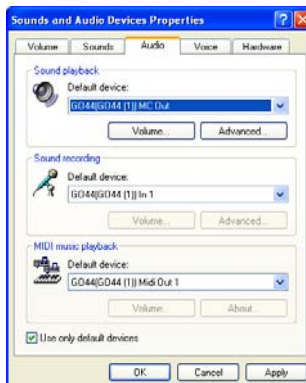 Sounds and Audio Devices Properties
Volume Sounds Audio Voice Hardware
Sound playback
Default device:
GO44(GO44 (1)) MC Out
Volume... Advanced...
Sound recording
Default device:
GO44(GO44 (1)) In 1
Volume... Advanced...
MIDI music playback
Default device:
GO44(GO44 (1)) Midi Out 1
Volume... About...
Use only default devices
OK Cancel Apply